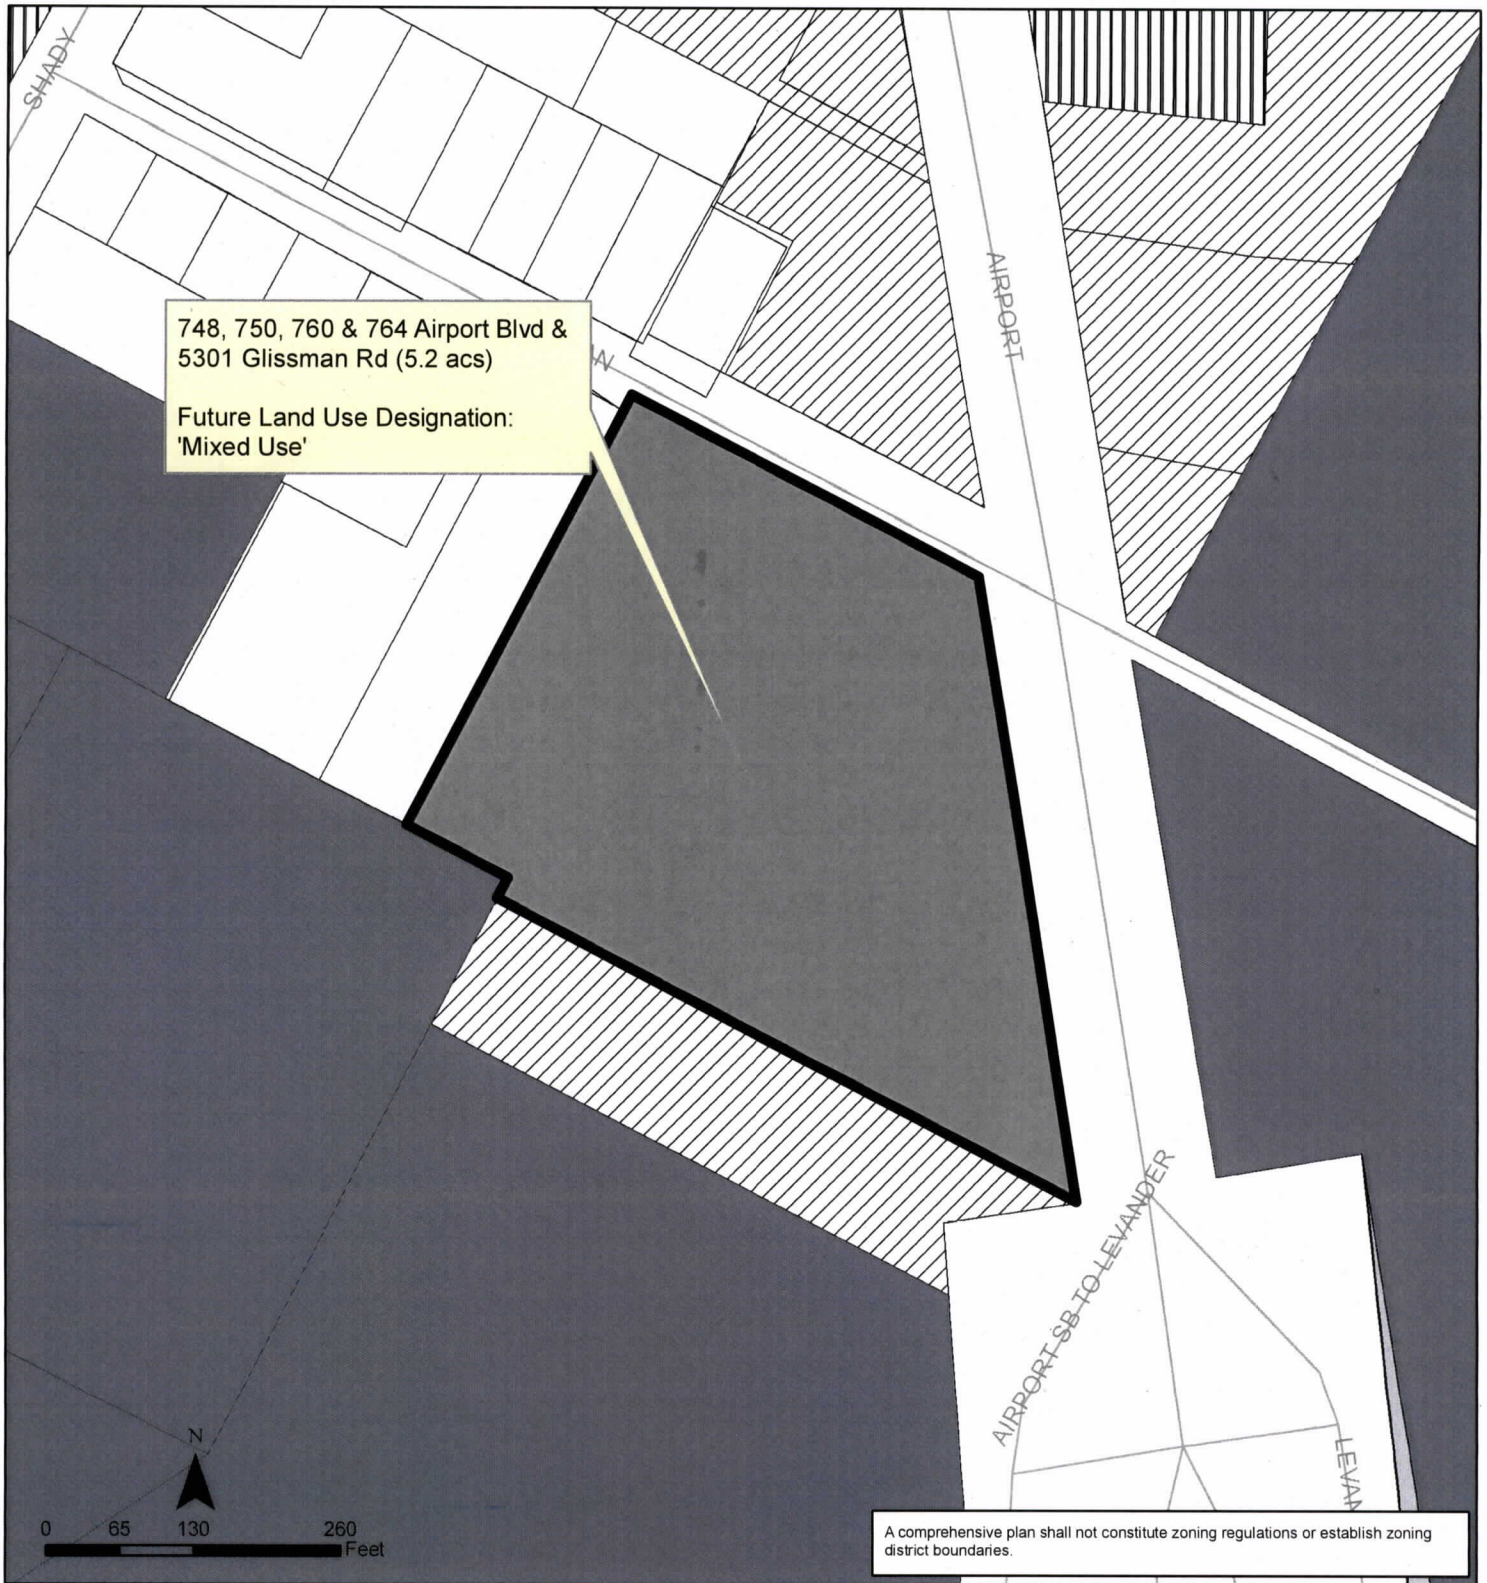 SHADY
AIRPORT
748, 750, 760 & 764 Airport Blvd &
5301 Glissman Rd (5.2 acs)
Future Land Use Designation:
'Mixed Use'
AIRPORT SB TO LEVANDER
LEVAN
N
0 65 130 260
Feet
A comprehensive plan shall not constitute zoning regulations or establish zoning
district boundaries.